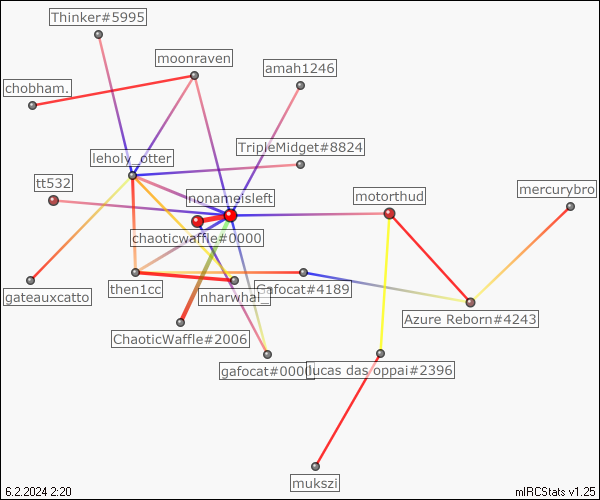 Thinker#5995
moonraven
amah1246
chobham.
TripleMidget#8824
leholy_otter
tt532
mercurybro
nonameisleft
motorthud
chaoticwaffle#0000
then1cc
Gafocat#4189
gateauxcatto
nharwhal_
Azure Reborn#4243
ChaoticWaffle#2006
gafocat#000
lucas das oppai#2396
mukszi
6.2.2024 2:20
mIRCStats v1.25